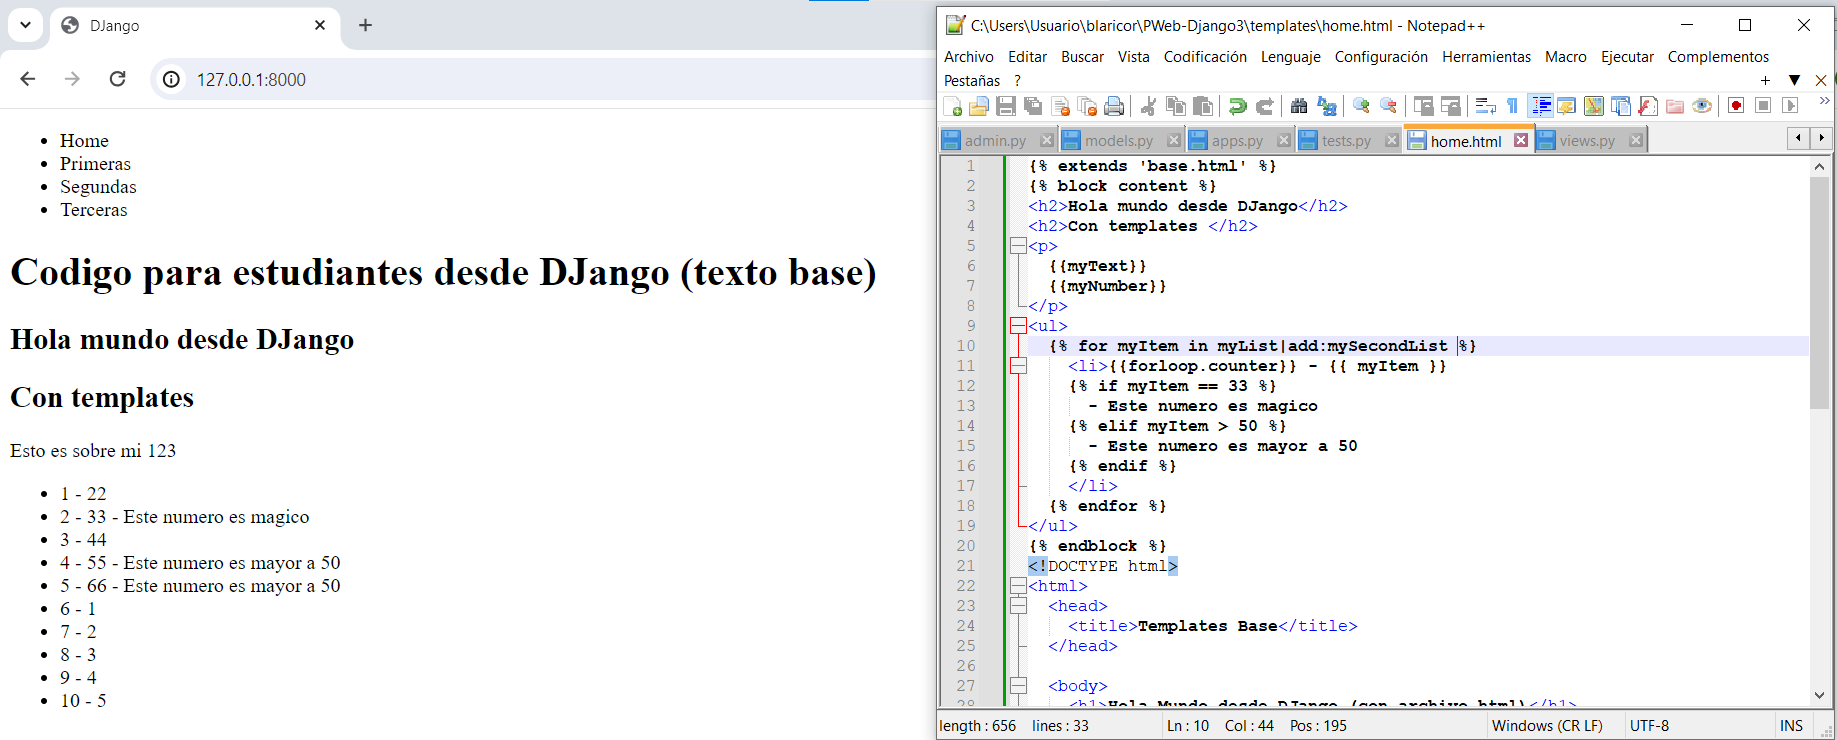 DJango
127.0.0.1:8000
Home
Primeras
Segundas
Terceras
Codigo para estudiantes desde DJango (texto base)
Hola mundo desde DJango
Con templates
Esto es sobre mi 123
1 - 22
2 - 33 - Este numero es magico
3 - 44
4 - 55 - Este numero es mayor a 50
5 - 66 - Este numero es mayor a 50
6 - 1
7 - 2
8 - 3
9 - 4
10 - 5
C:\Users\Usuario\blaricor\PWeb-Django3\templates\home.html - Notepad++
Archivo Editar Buscar Vista Codificación Lenguaje Configuración Herramientas Macro Ejecutar Complementos
Pestañas ?
admin.py models.py apps.py tests.py home.html views.py
1 {% extends 'base.html' %}
2 {% block content %}
3 <h2>Hola mundo desde DJango</h2>
4 <h2>Con templates </h2>
5 <p>
6 {{myText}}
7 {{myNumber}}
8 </p>
9 <ul>
10 {% for myItem in myList|add:mySecondList %}
11 <li>{{forloop.counter}} - {{ myItem }}
12 {% if myItem == 33 %}
13 - Este numero es magico
14 {% elif myItem > 50 %}
15 - Este numero es mayor a 50
16 {% endif %}
17 </li>
18 {% endfor %}
19 </ul>
20 {% endblock %}
21 <!DOCTYPE html>
22 <html>
23 <head>
24 <title>Templates Base</title>
25 </head>
26
27 <body>
28 <h1>Hola Mundo desde DJango (con archivo html)</h1>
length : 656 lines : 33 Ln : 10 Col : 44 Pos : 195 Windows (CR LF) UTF-8 INS